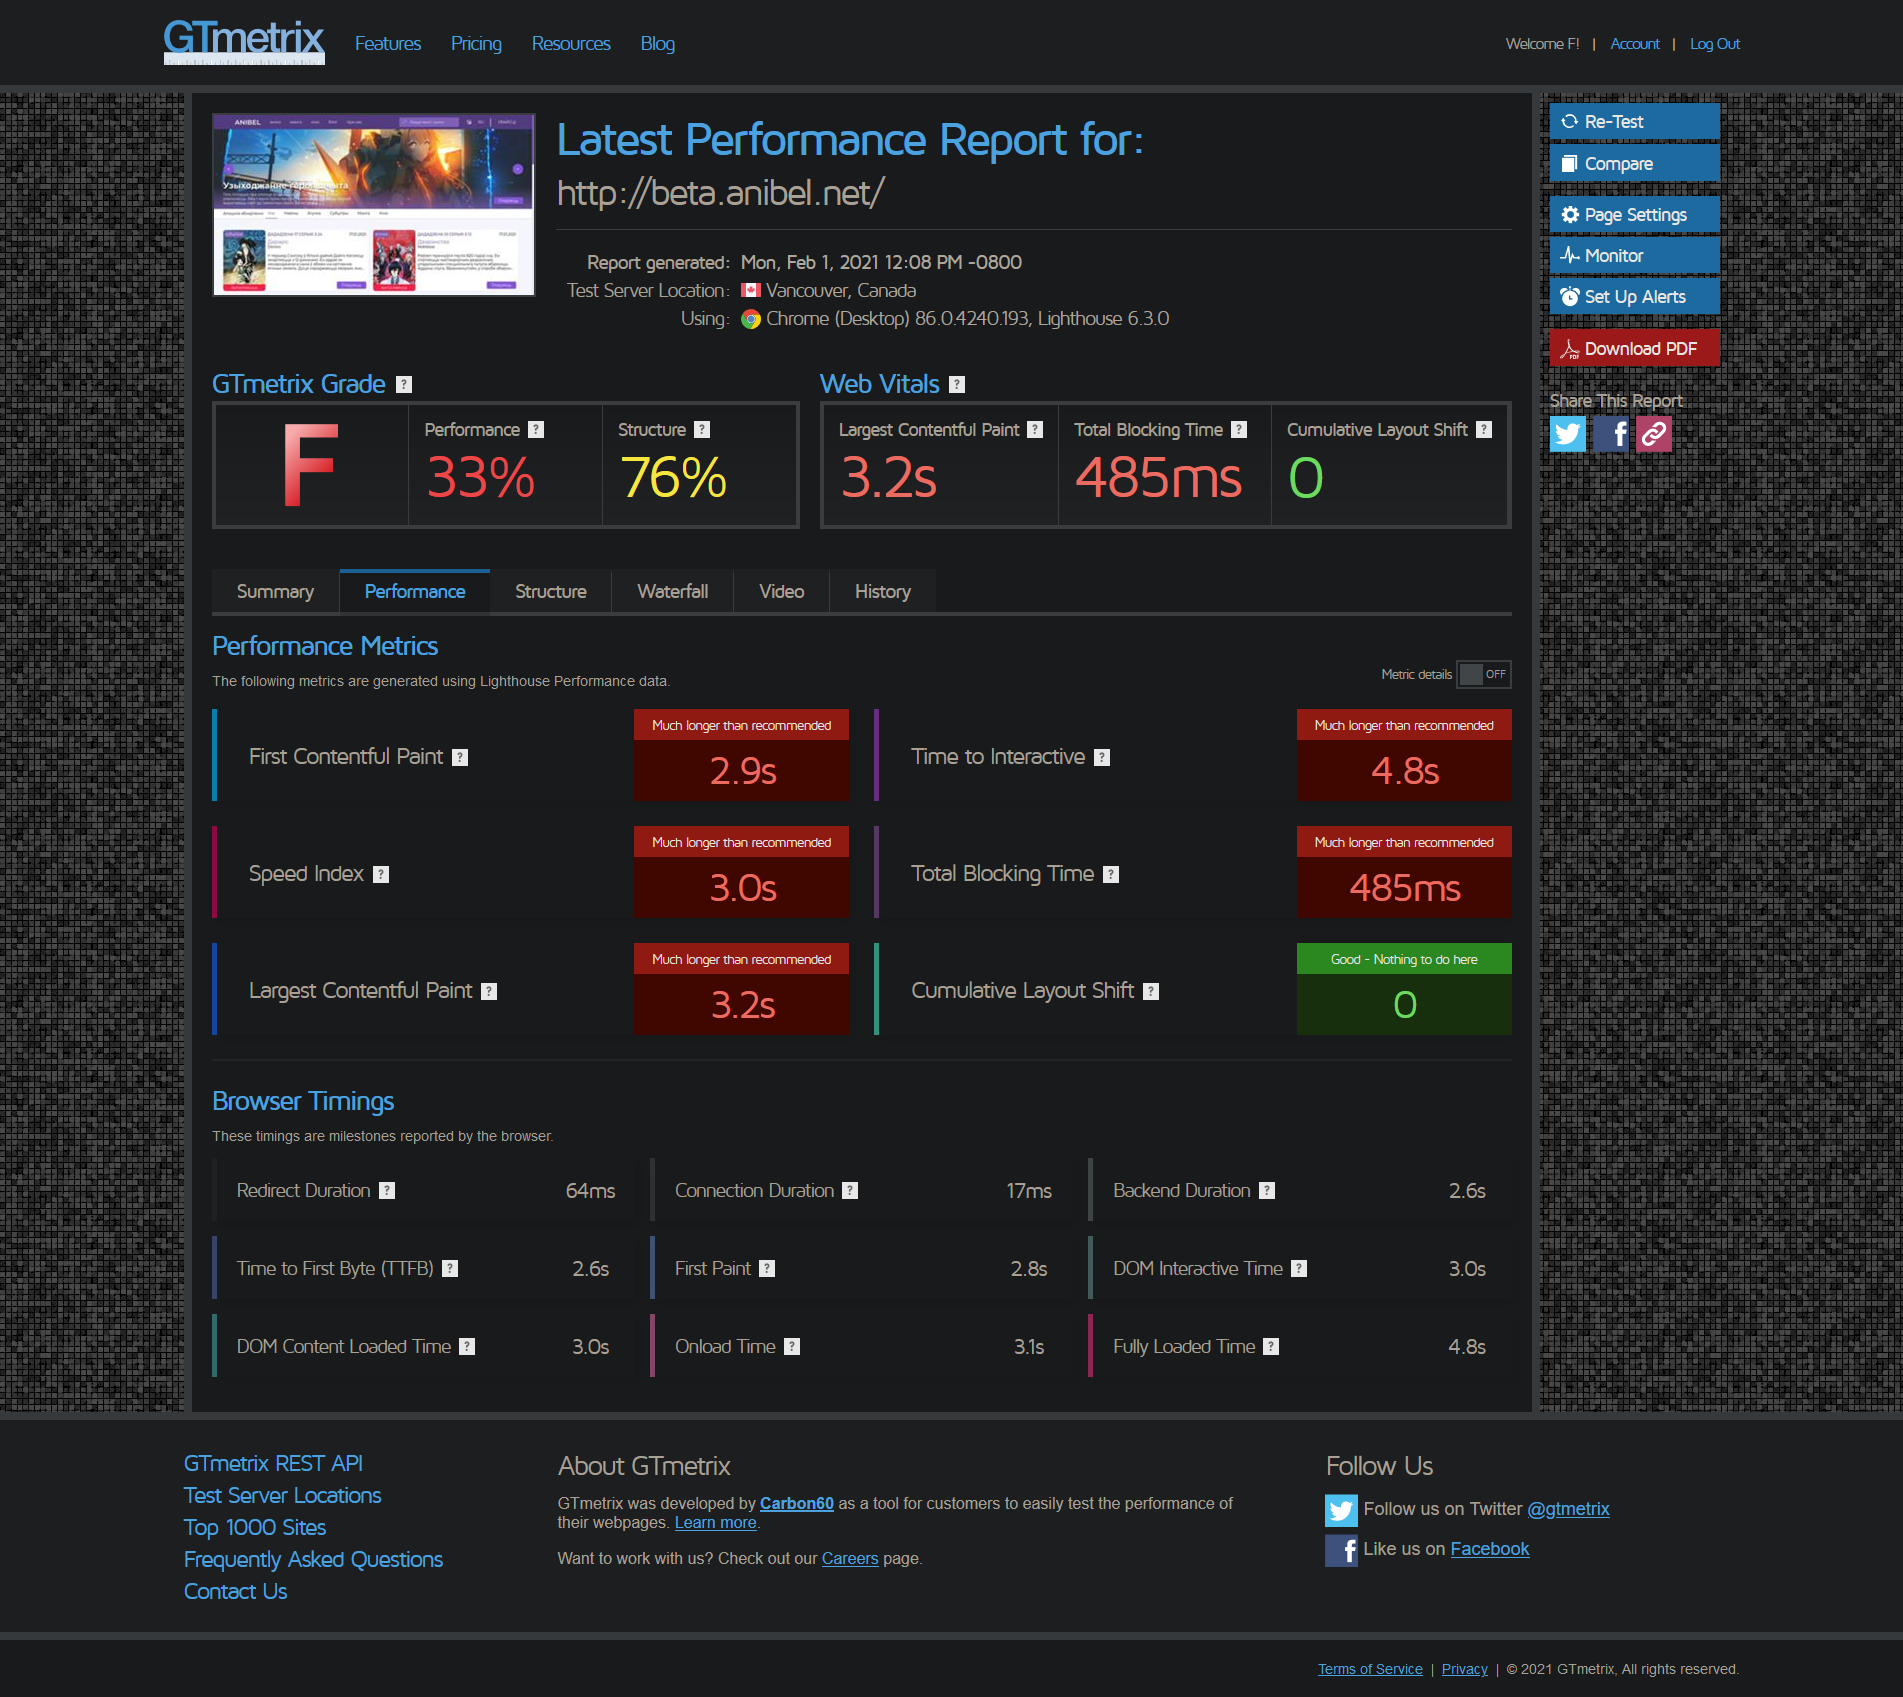 GTmetrix
Features Pricing Resources Blog
Welcome F! | Account | Log Out
ANIBEL
Узыходжанне героя шчыта
Latest Performance Report for:
http://beta.anibel.net/
Report generated: Mon, Feb 1, 2021 12:08 PM -0800
Test Server Location: Vancouver, Canada
Using: Chrome (Desktop) 86.0.4240.193, Lighthouse 6.3.0
Re-Test
Compare
Page Settings
Monitor
Set Up Alerts
Download PDF
Share This Report
GTmetrix Grade ?
F
Performance ?
33%
Structure ?
76%
Web Vitals ?
Largest Contentful Paint ?
3.2s
Total Blocking Time ?
485ms
Cumulative Layout Shift ?
0
Summary Performance Structure Waterfall Video History
Performance Metrics
The following metrics are generated using Lighthouse Performance data.
Metric details OFF
First Contentful Paint ?
Much longer than recommended
2.9s
Time to Interactive ?
Much longer than recommended
4.8s
Speed Index ?
Much longer than recommended
3.0s
Total Blocking Time ?
Much longer than recommended
485ms
Largest Contentful Paint ?
Much longer than recommended
3.2s
Cumulative Layout Shift ?
Good - Nothing to do here
0
Browser Timings
These timings are milestones reported by the browser.
Redirect Duration ? 64ms
Connection Duration ? 17ms
Backend Duration ? 2.6s
Time to First Byte (TTFB) ? 2.6s
First Paint ? 2.8s
DOM Interactive Time ? 3.0s
DOM Content Loaded Time ? 3.0s
Onload Time ? 3.1s
Fully Loaded Time ? 4.8s
GTmetrix REST API
Test Server Locations
Top 1000 Sites
Frequently Asked Questions
Contact Us
About GTmetrix
GTmetrix was developed by Carbon60 as a tool for customers to easily test the performance of
their webpages. Learn more.
Want to work with us? Check out our Careers page.
Follow Us
Follow us on Twitter @gtmetrix
Like us on Facebook
Terms of Service | Privacy | © 2021 GTmetrix, All rights reserved.